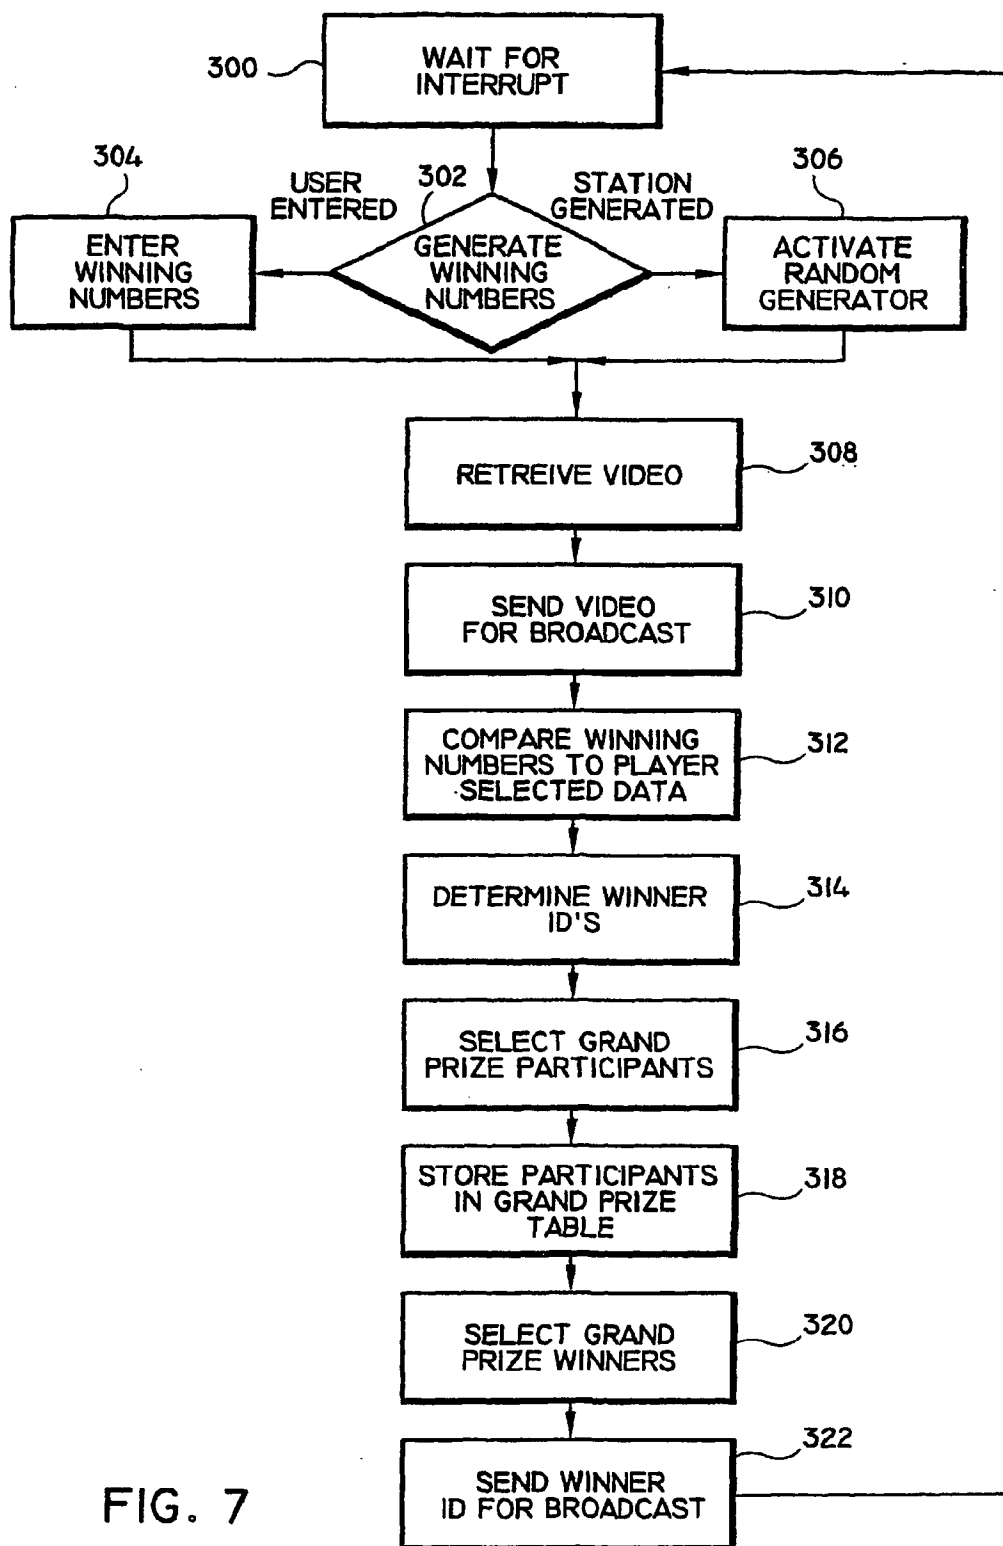 300
WAIT FOR
INTERRUPT
304
USER
ENTERED
302
STATION
GENERATED
306
ENTER
WINNING
NUMBERS
GENERATE
WINNING
NUMBERS
ACTIVATE
RANDOM
GENERATOR
RETREIVE VIDEO
308
SEND VIDEO
FOR BROADCAST
310
COMPARE WINNING
NUMBERS TO PLAYER
SELECTED DATA
312
DETERMINE WINNER
ID'S
314
SELECT GRAND
PRIZE PARTICIPANTS
316
STORE PARTICIPANTS
IN GRAND PRIZE
TABLE
318
SELECT GRAND
PRIZE WINNERS
320
SEND WINNER
ID FOR BROADCAST
322
FIG. 7